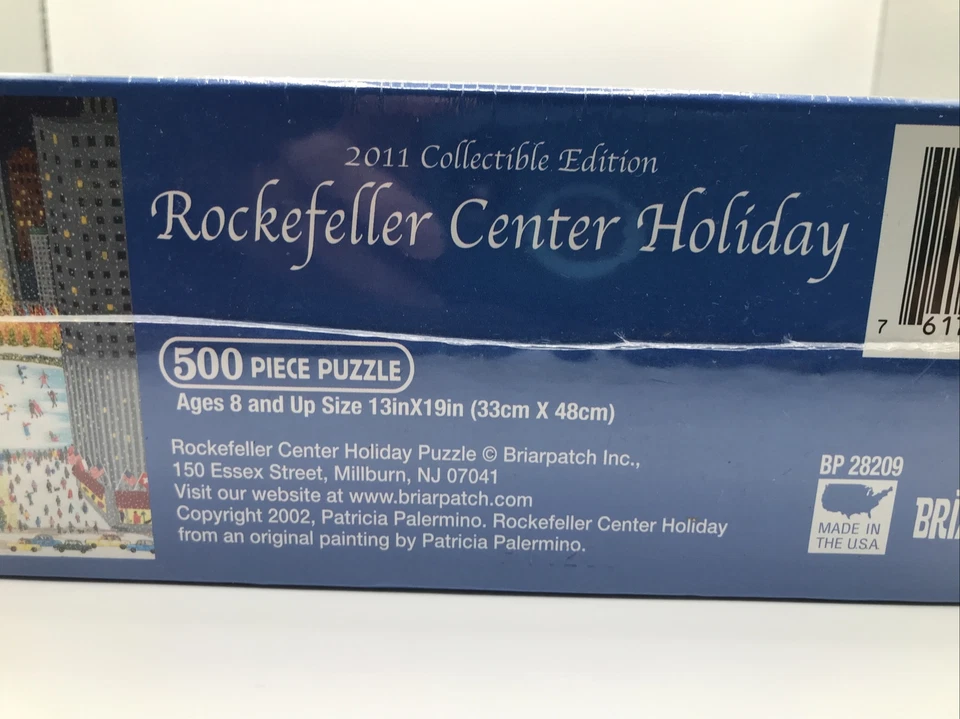 2011 Collectible Edition
Rockefeller Center Holiday
500 PIECE PUZZLE
Ages 8 and Up Size 13inX19in (33cm X 48cm)
Rockefeller Center Holiday Puzzle © Briarpatch Inc.,
150 Essex Street, Millburn, NJ 07041
Visit our website at www.briarpatch.com
Copyright 2002, Patricia Palermino. Rockefeller Center Holiday
from an original painting by Patricia Palermino.
7 617
BP 28209
MADE IN
THE U.S.A.